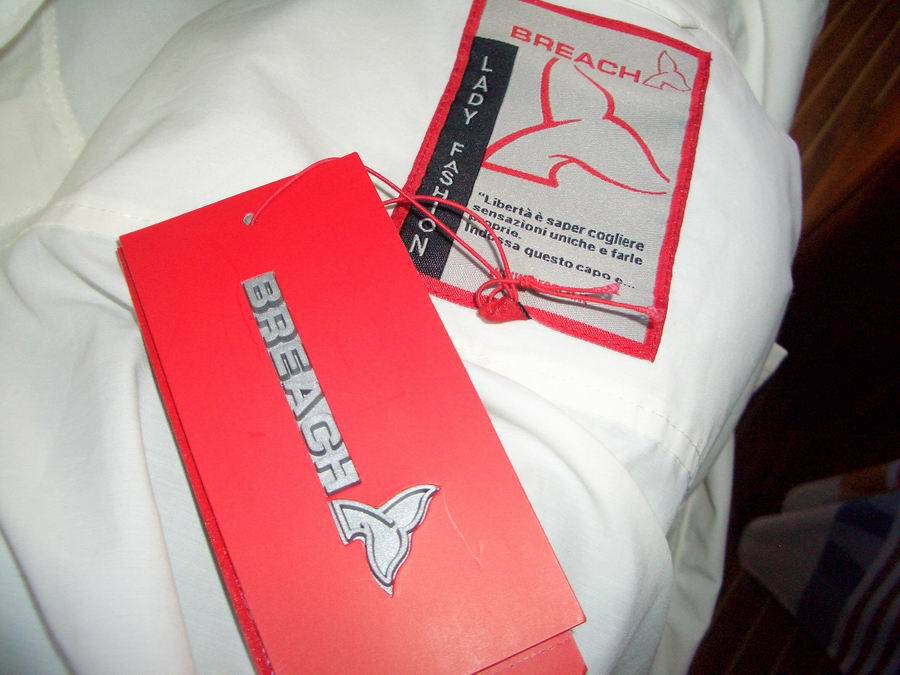 BREACH
LADY FASHION
"Libertà è saper cogliere
sensazioni uniche e farle
proprie.
Indossa questo capo e...
BREACH